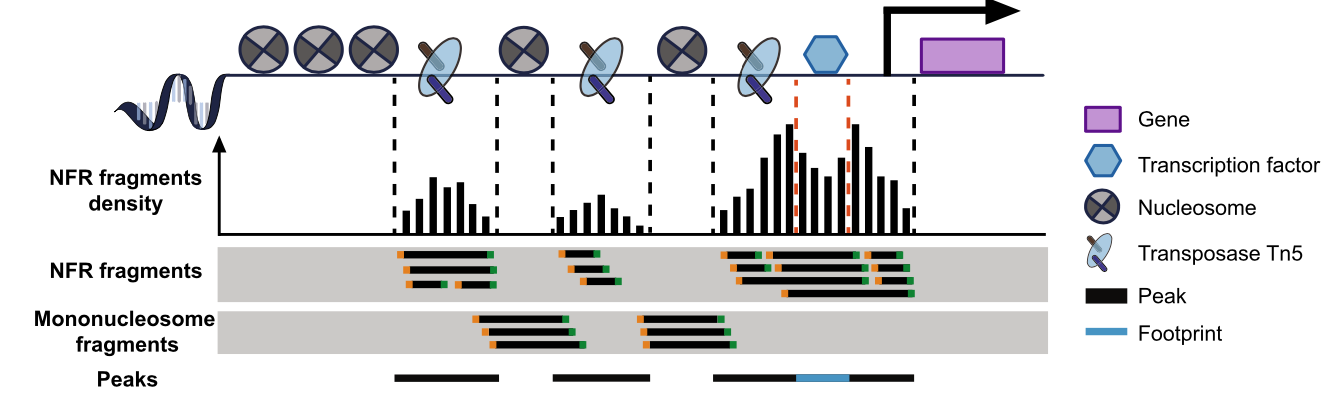 NFR fragments
density
NFR fragments
Mononucleosome
fragments
Peaks
Gene
Transcription factor
Nucleosome
Transposase Tn5
Peak
Footprint